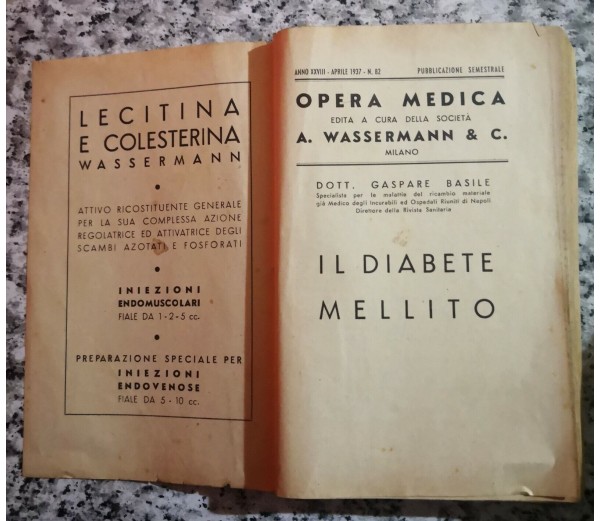 LECITINA
E COLESTERINA
WASSERMANN
ATTIVO RICOSTITUENTE GENERALE
PER LA SUA COMPLESSA AZIONE
REGOLATRICE ED ATTIVATRICE DEGLI
SCAMBI AZOTATI E FOSFORATI
•
INIEZIONI
ENDOMUSCOLARI
FIALE DA 1-2-5 cc.
•
PREPARAZIONE SPECIALE PER
INIEZIONI
ENDOVENOSE
FIALE DA 5-10 cc.
ANNO XXVIII - APRILE 1937 - N. 82 PUBBLICAZIONE SEMESTRALE
OPERA MEDICA
EDITA A CURA DELLA SOCIETÀ
A. WASSERMANN & C.
MILANO
DOTT. GASPARE BASILE
Specialista per le malattie del ricambio materiale
già Medico degli Incurabili ed Ospedali Riuniti di Napoli
Direttore della Rivista Sanitaria
IL DIABETE
MELLITO